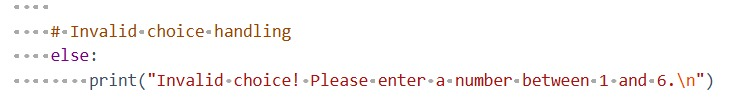 # Invalid choice handling
    else:
        print("Invalid choice! Please enter a number between 1 and 6.\n")